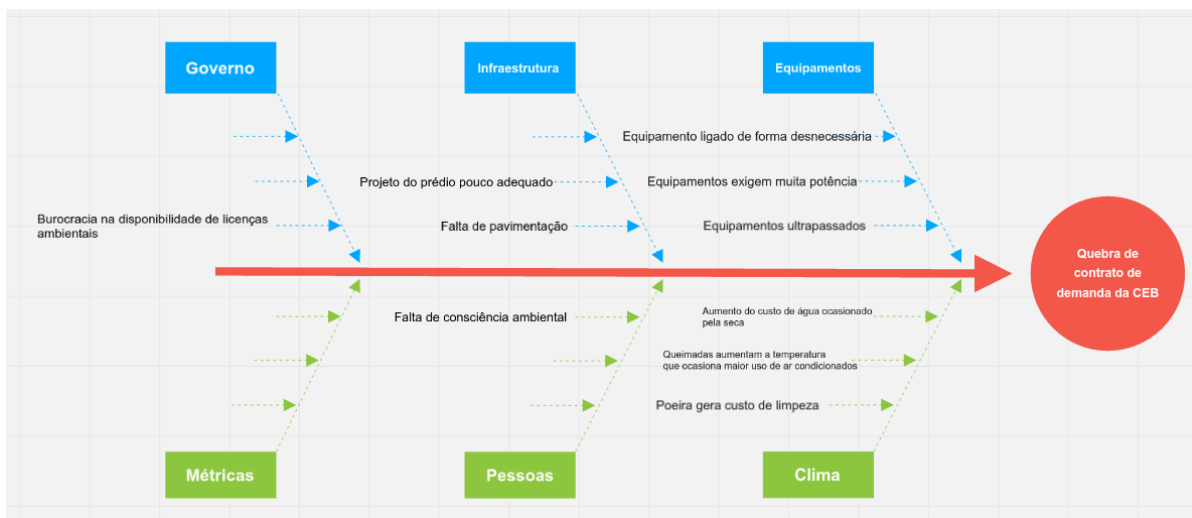 Governo
Infraestrutura
Equipamentos
Equipamento ligado de forma desnecessária
Projeto do prédio pouco adequado
Equipamentos exigem muita potência
Burocracia na disponibilidade de licenças
ambientais
Falta de pavimentação
Equipamentos ultrapassados
Quebra de
contrato de
demanda da CEB
Falta de consciência ambiental
Aumento do custo de água ocasionado
pela seca
Queimadas aumentam a temperatura
que ocasiona maior uso de ar condicionados
Poeira gera custo de limpeza
Métricas
Pessoas
Clima